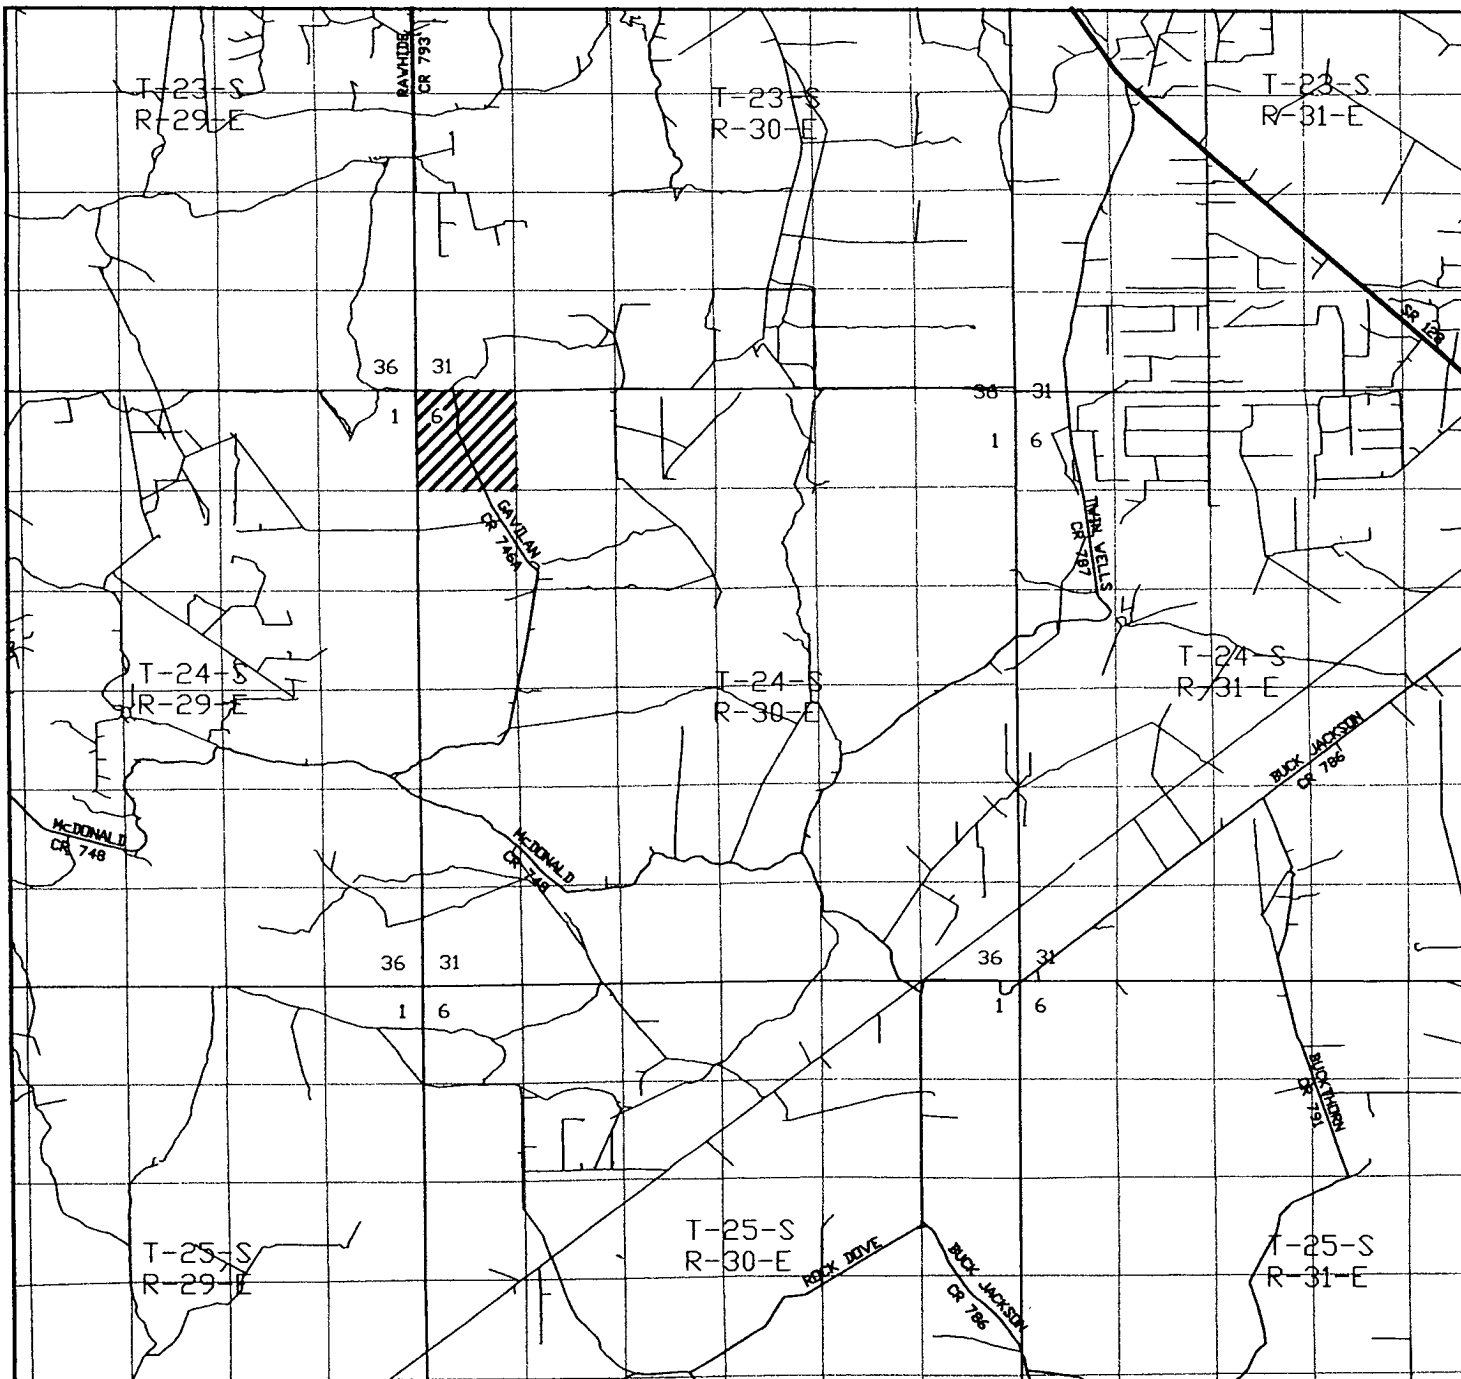 RAWHIDE
CR 793
T-23-S
R-29-E
T-23-S
R-30-E
T-23-S
R-31-E
SR 128
36 31
1 6
36 31
1 6
GAVILAN
CR 746A
TWIN WELLS
CR 787
T-24-S
R-29-E
T-24-S
R-30-E
T-24-S
R-31-E
BUCK JACKSON
CR 786
McDONALD
CR 748
McDONALD
CR 748
36 31
1 6
36 31
1 6
BUCKTHORN
CR 791
T-25-S
R-29-E
T-25-S
R-30-E
ROCK DOVE
BUCK JACKSON
CR 786
T-25-S
R-31-E